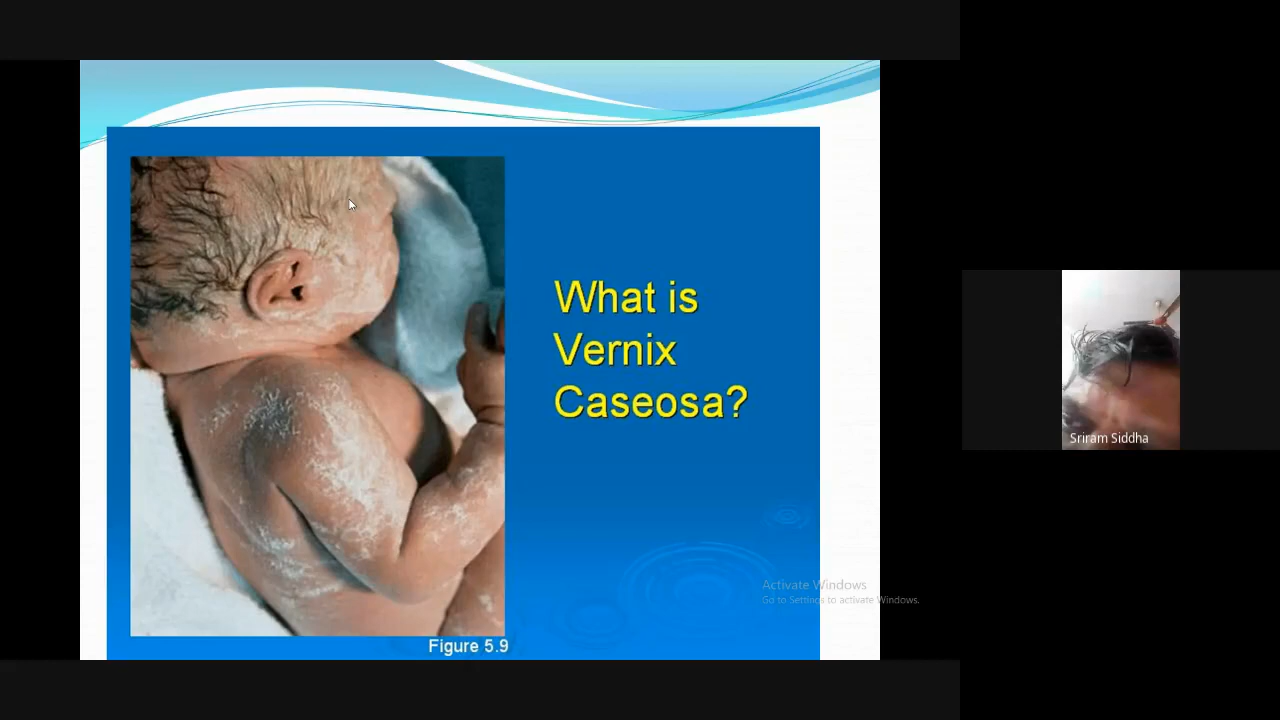 What is
Vernix
Caseosa?
Figure 5.9
Activate Windows
Go to Settings to activate Windows.
Sriram Siddha